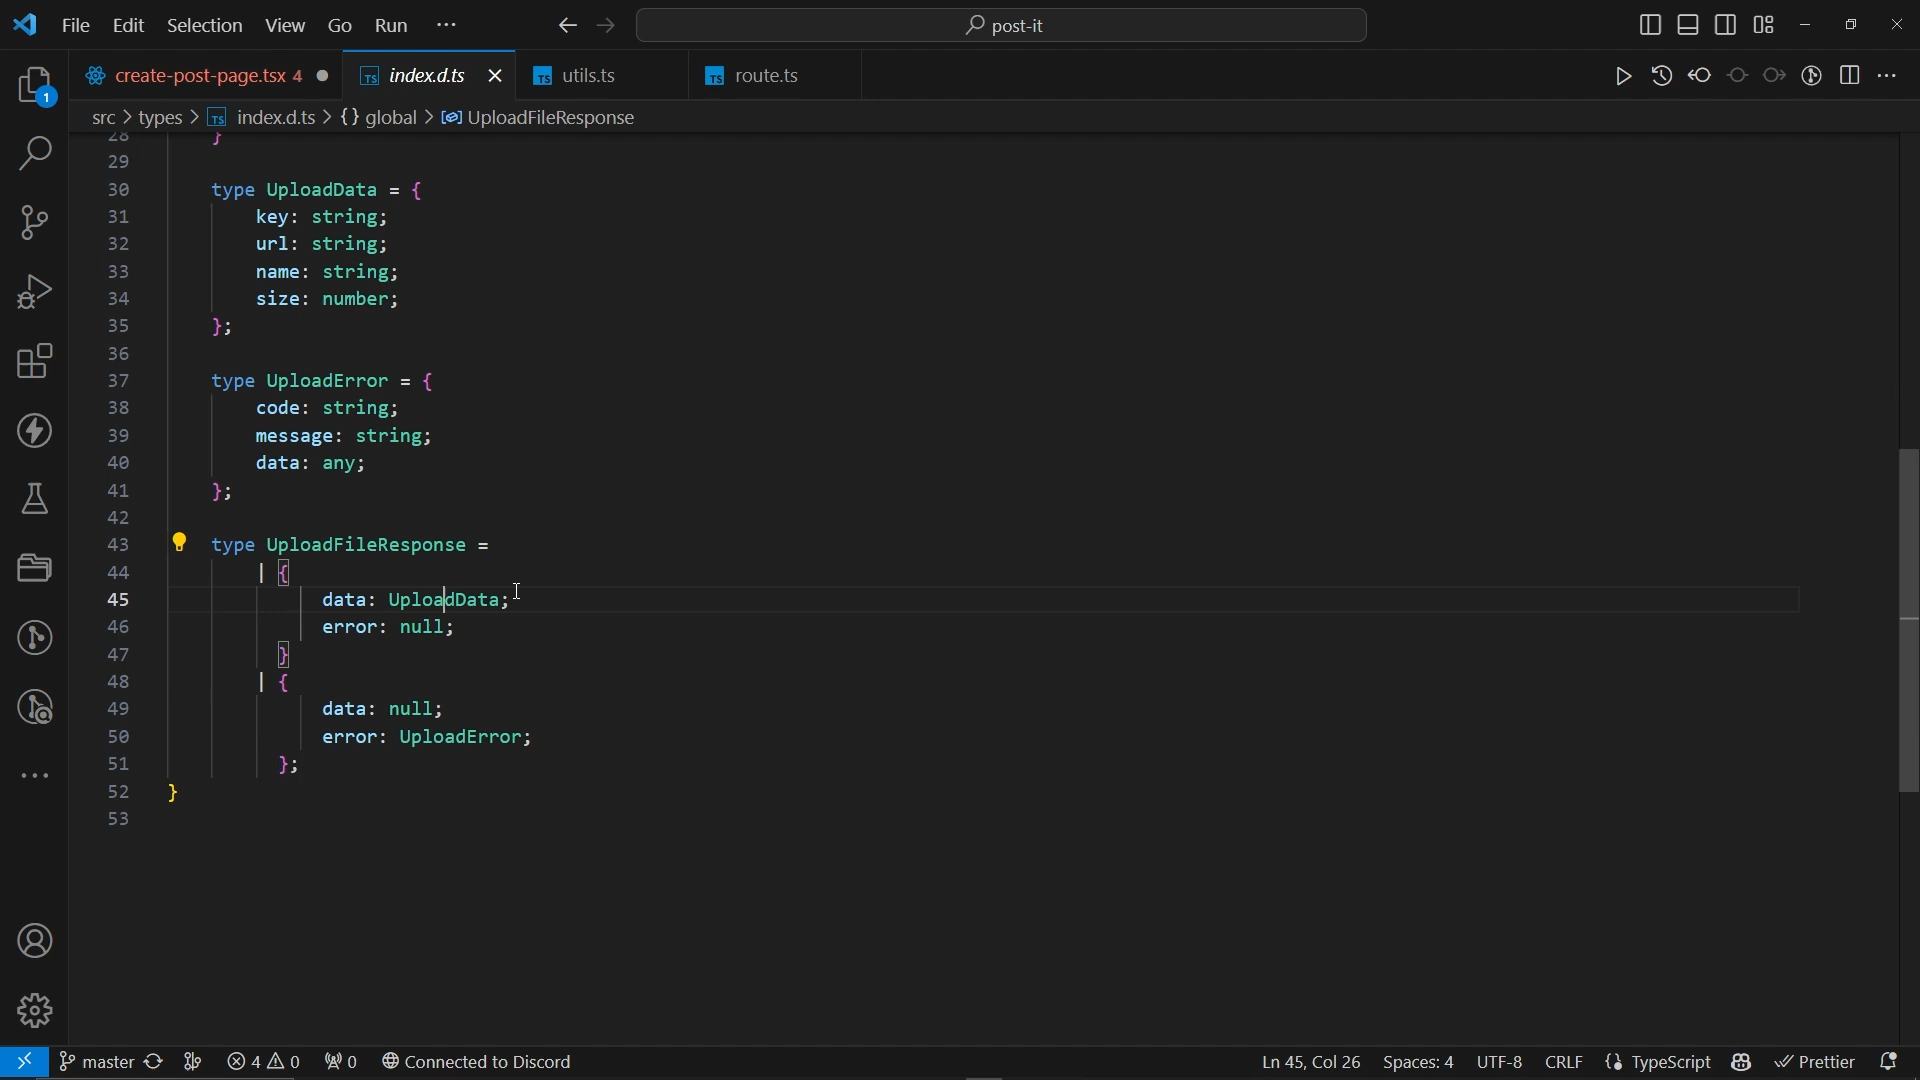 File Edit Selection View Go Run ··· post-it
create-post-page.tsx 4 index.d.ts utils.ts route.ts
src > types > index.d.ts > {} global > UploadFileResponse
28 }
29
30 type UploadData = {
31 key: string;
32 url: string;
33 name: string;
34 size: number;
35 };
36
37 type UploadError = {
38 code: string;
39 message: string;
40 data: any;
41 };
42
43 type UploadFileResponse =
44 | {
45 data: UploadData;
46 error: null;
47 }
48 | {
49 data: null;
50 error: UploadError;
51 };
52 }
53
1
master 4 0 0 Connected to Discord Ln 45, Col 26 Spaces: 4 UTF-8 CRLF {} TypeScript Prettier